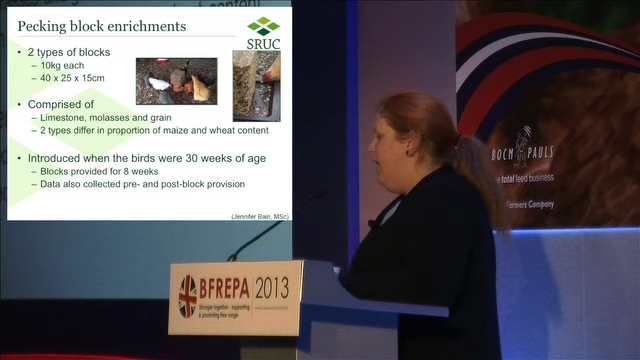 Pecking block enrichments
SRUC
• 2 types of blocks
– 10kg each
– 40 x 25 x 15cm
• Comprised of
– Limestone, molasses and grain
– 2 types differ in proportion of maize and wheat content
• Introduced when the birds were 30 weeks of age
– Blocks provided for 8 weeks
– Data also collected pre- and post-block provision
(Jennifer Bain, MSc)
BOCM PAULS
total feed business
Farmers Company
BFREPA 2013
Stronger together - supporting
& promoting free range